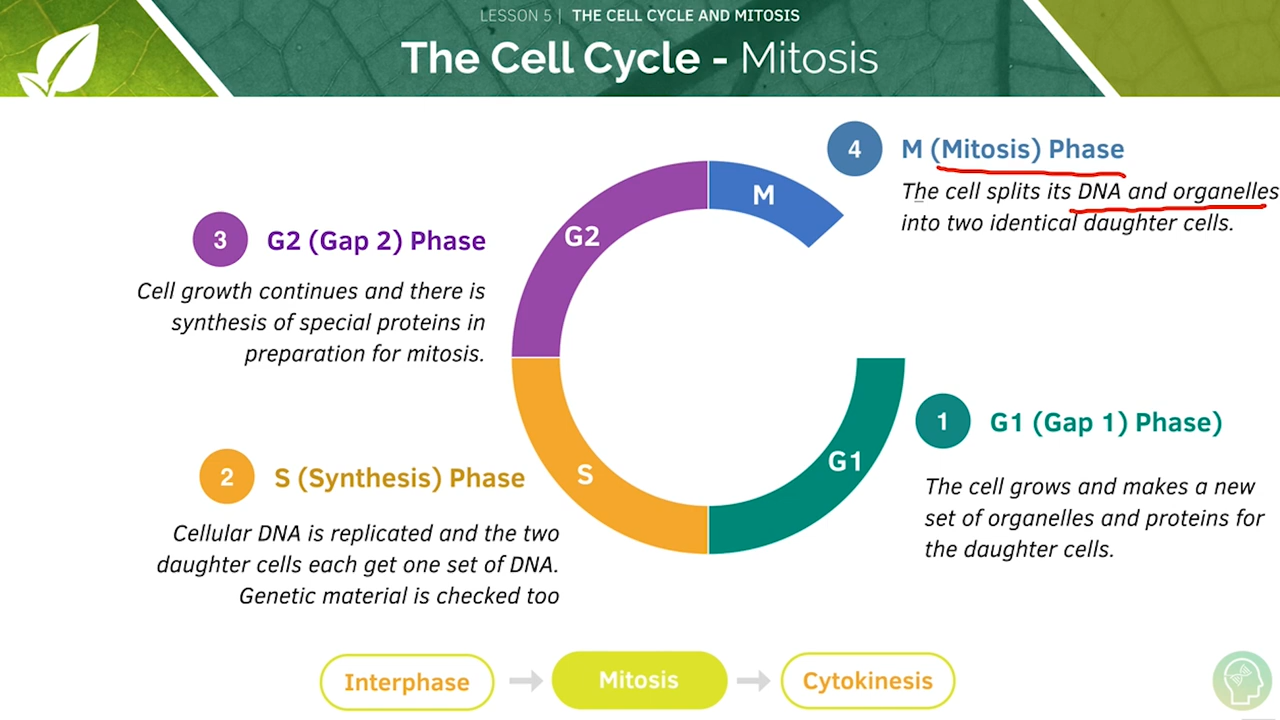 LESSON 5 | THE CELL CYCLE AND MITOSIS
The Cell Cycle - Mitosis
4
M (Mitosis) Phase
The cell splits its DNA and organelles
into two identical daughter cells.
M
G2
3
G2 (Gap 2) Phase
Cell growth continues and there is
synthesis of special proteins in
preparation for mitosis.
1
G1 (Gap 1) Phase)
The cell grows and makes a new
set of organelles and proteins for
the daughter cells.
G1
S
2
S (Synthesis) Phase
Cellular DNA is replicated and the two
daughter cells each get one set of DNA.
Genetic material is checked too
Interphase
Mitosis
Cytokinesis